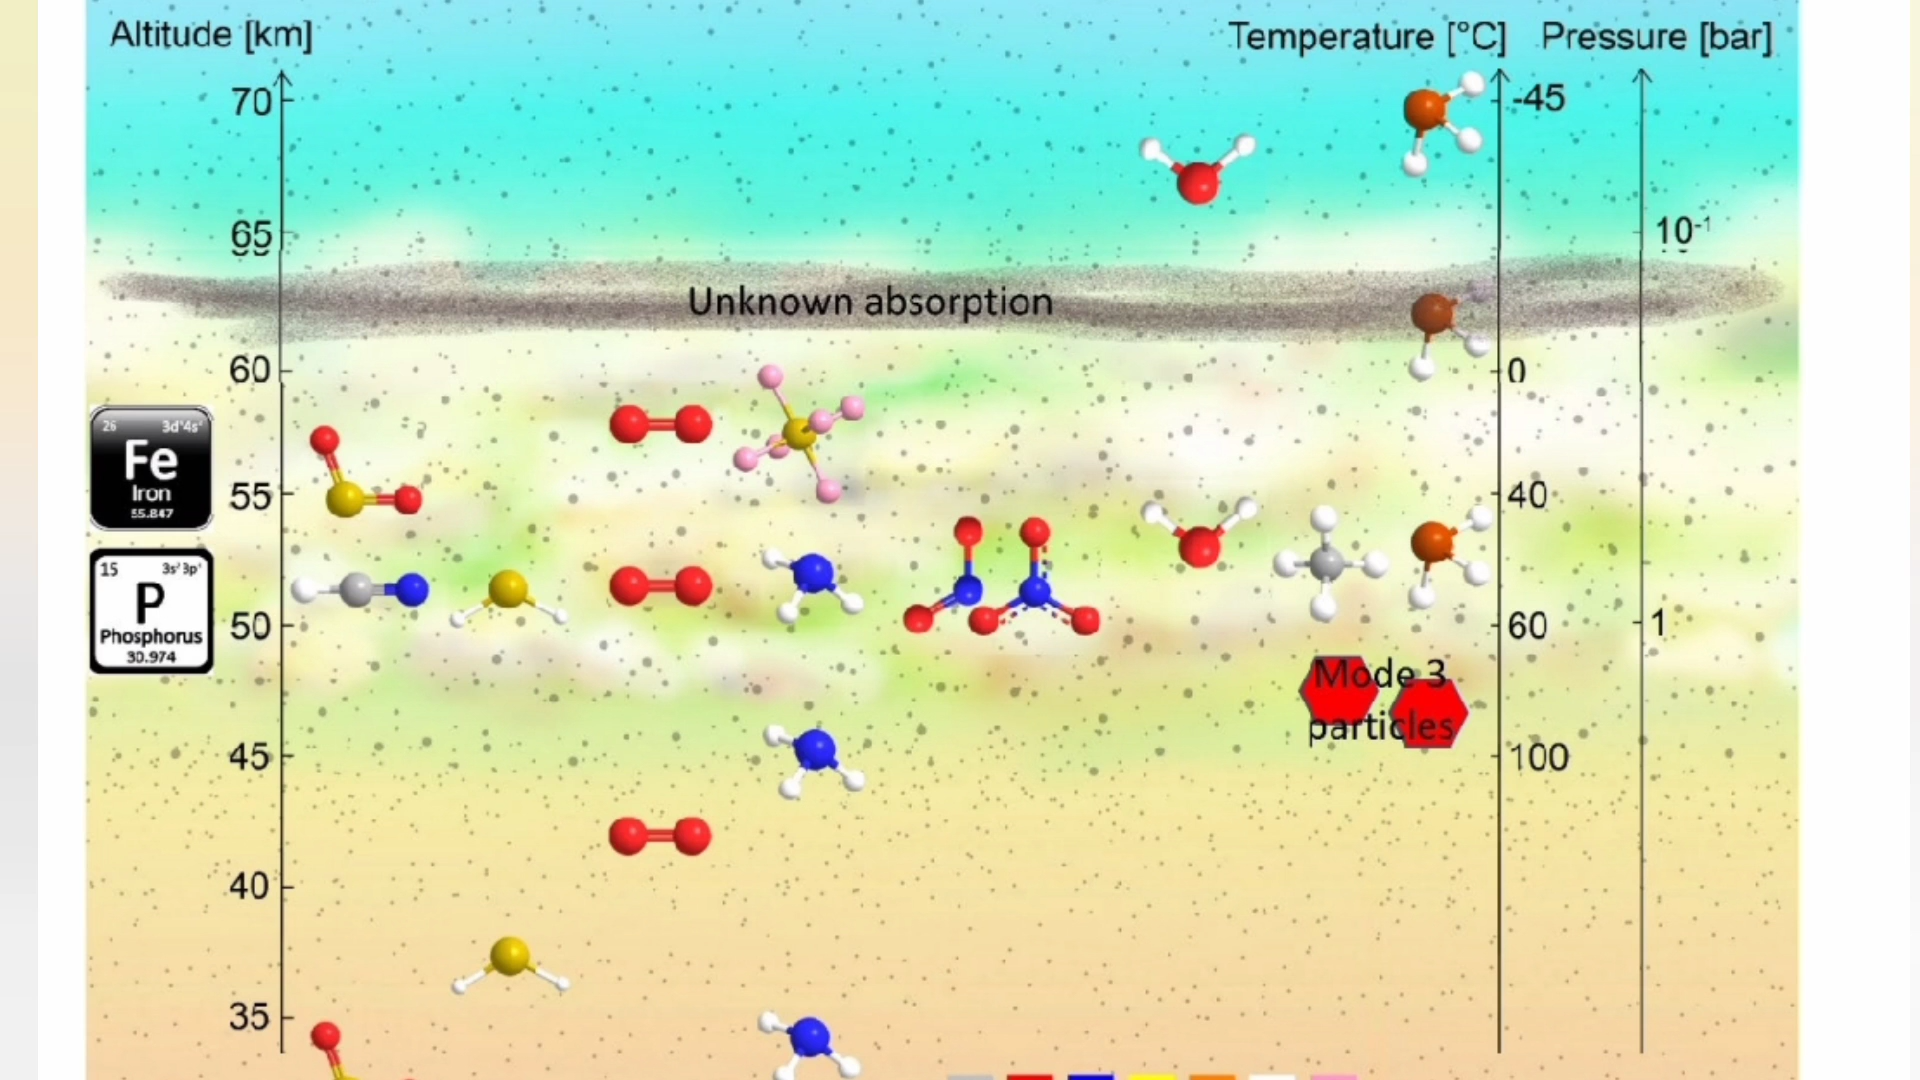 Altitude [km]
Temperature [°C]
Pressure [bar]
70
-45
65
10⁻¹
Unknown absorption
60
0
26 3d⁶4s²
Fe
Iron
55.847
55
40
15 3s²3p³
P
Phosphorus
30.974
50
60
1
Mode 3
particles
45
100
40
35